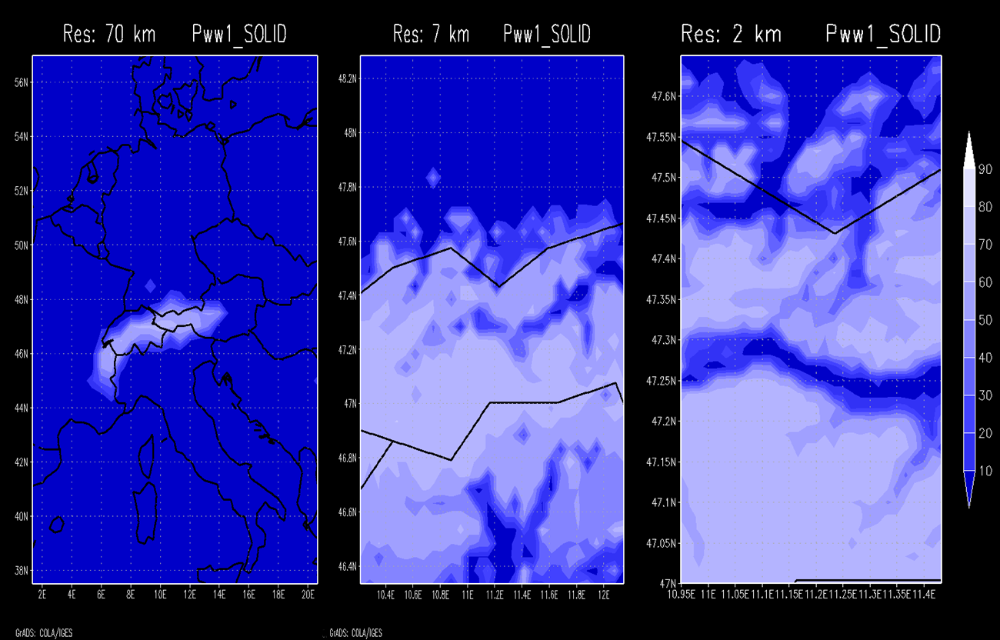 Res: 70 km Pww1_SOLID
56N
54N
52N
50N
48N
46N
44N
42N
40N
38N
2E 4E 6E 8E 10E 12E 14E 16E 18E 20E
GrADS: COLA/IGES
Res: 7 km Pww1_SOLID
48.2N
48N
47.8N
47.6N
47.4N
47.2N
47N
46.8N
46.6N
46.4N
10.4E 10.6E 10.8E 11E 11.2E 11.4E 11.6E 11.8E 12E
GrADS: COLA/IGES
Res: 2 km Pww1_SOLID
47.6N
47.55N
47.5N
47.45N
47.4N
47.35N
47.3N
47.25N
47.2N
47.15N
47.1N
47.05N
47N
10.95E 11E 11.05E 11.1E 11.15E 11.2E 11.25E 11.3E 11.35E 11.4E
90
80
70
60
50
40
30
20
10